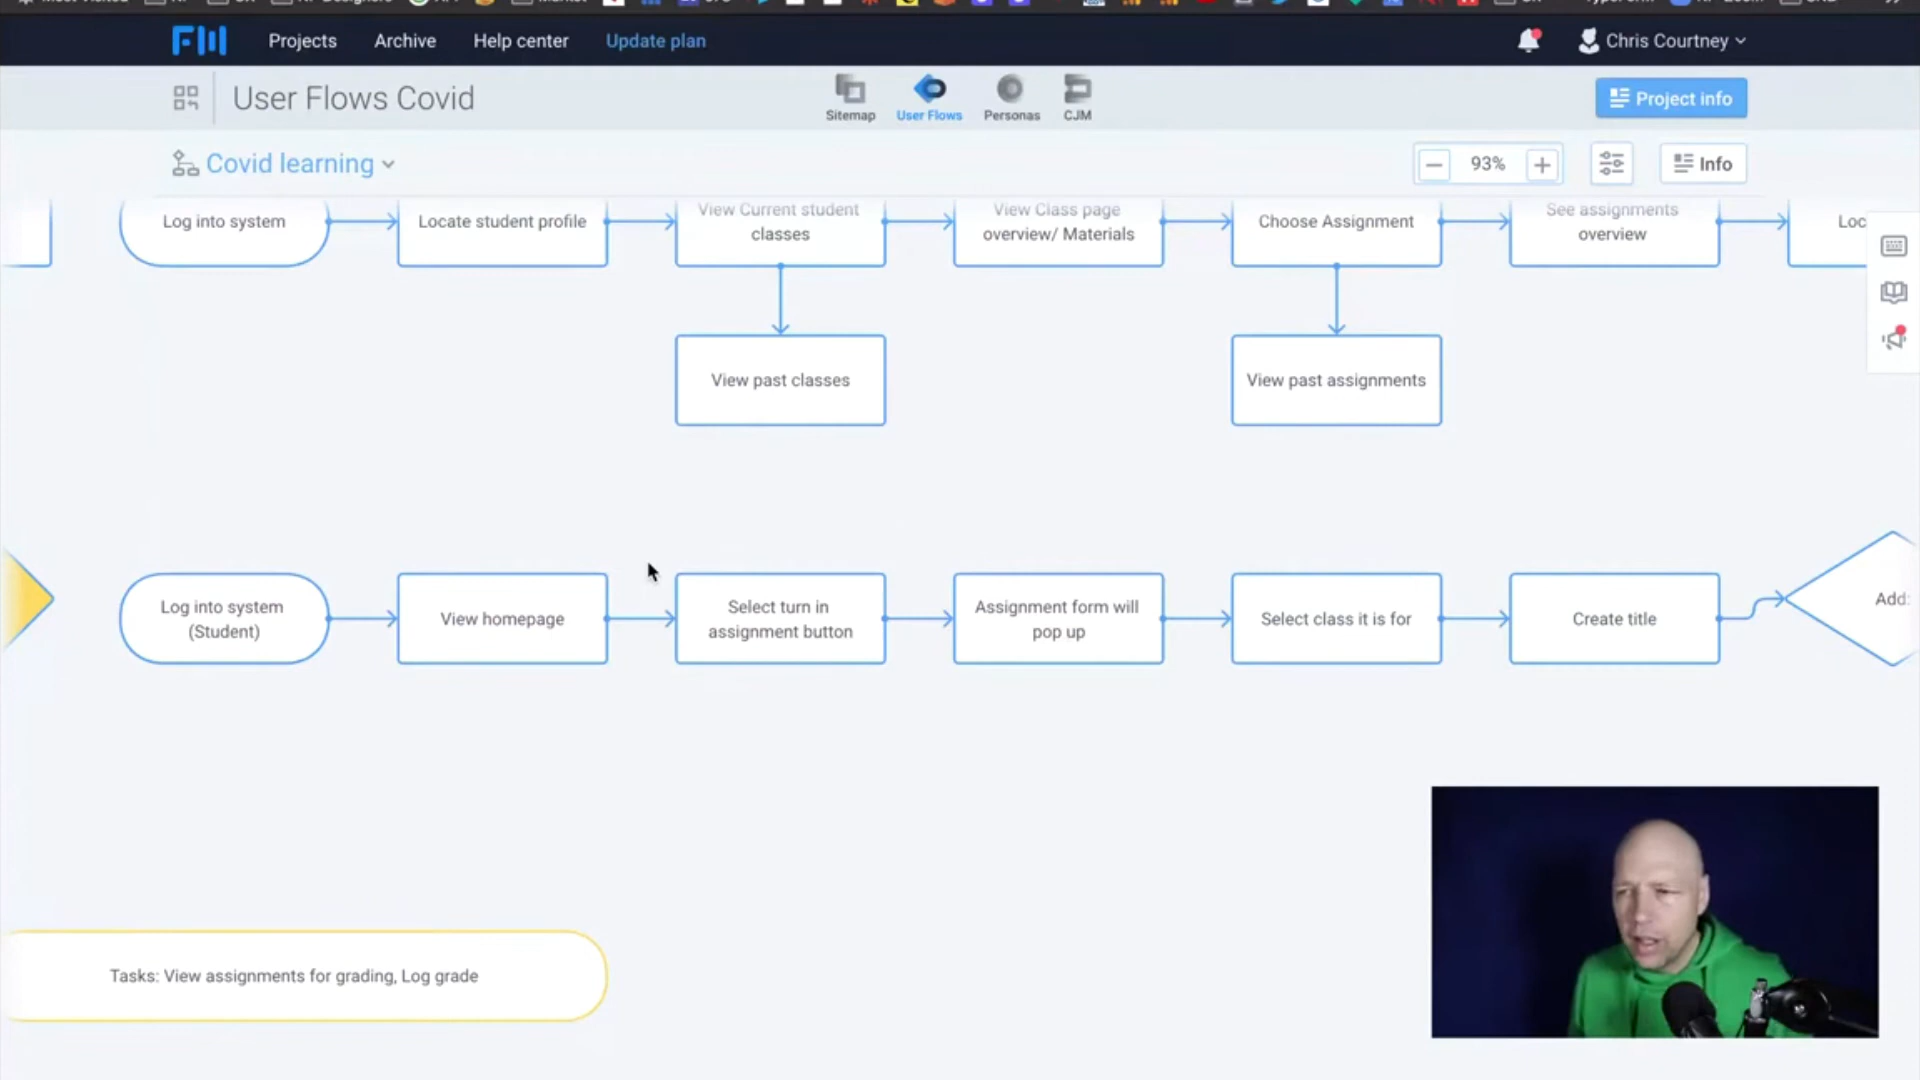 Projects
Archive
Help center
Update plan
Chris Courtney
User Flows Covid
Sitemap
User Flows
Personas
CJM
Project info
Covid learning
93%
Info
Log into system
Locate student profile
View Current student
classes
View Class page
overview/ Materials
Choose Assignment
See assignments
overview
View past classes
View past assignments
Log into system
(Student)
View homepage
Select turn in
assignment button
Assignment form will
pop up
Select class it is for
Create title
Add:
Tasks: View assignments for grading, Log grade